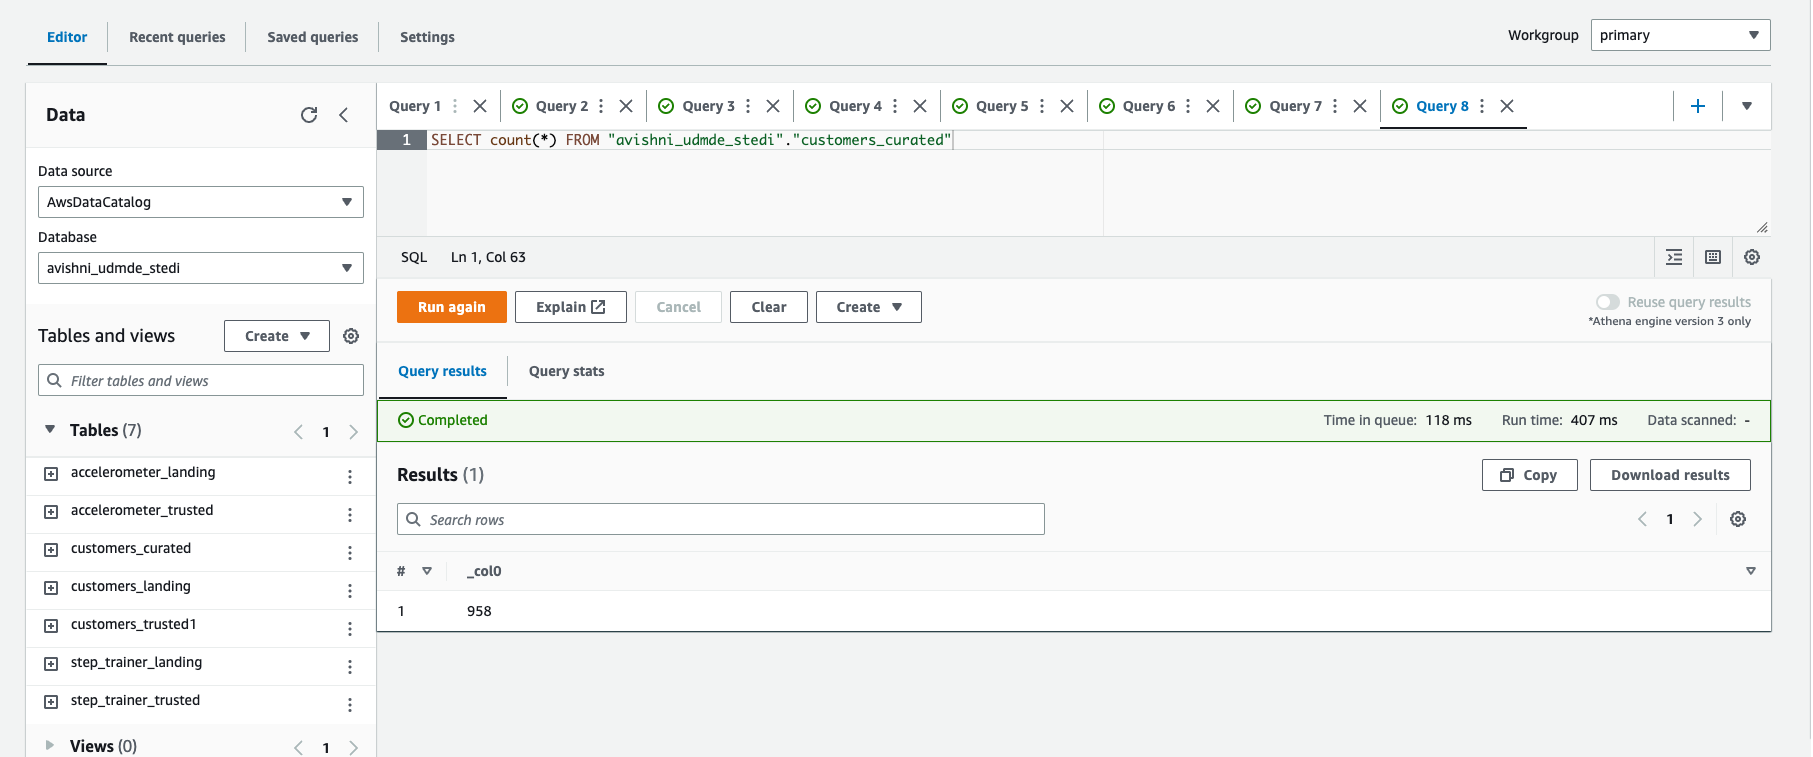 Editor Recent queries Saved queries Settings Workgroup primary
Data
Data source
AwsDataCatalog
Database
avishni_udmde_stedi
Tables and views Create
Filter tables and views
Tables (7) 1
accelerometer_landing
accelerometer_trusted
customers_curated
customers_landing
customers_trusted1
step_trainer_landing
step_trainer_trusted
Views (0) 1
Query 1 Query 2 Query 3 Query 4 Query 5 Query 6 Query 7 Query 8
1 SELECT count(*) FROM "avishni_udmde_stedi"."customers_curated"
SQL Ln 1, Col 63
Run again Explain Cancel Clear Create Reuse query results
*Athena engine version 3 only
Query results Query stats
Completed Time in queue: 118 ms Run time: 407 ms Data scanned: -
Results (1) Copy Download results
Search rows 1
# _col0
1 958